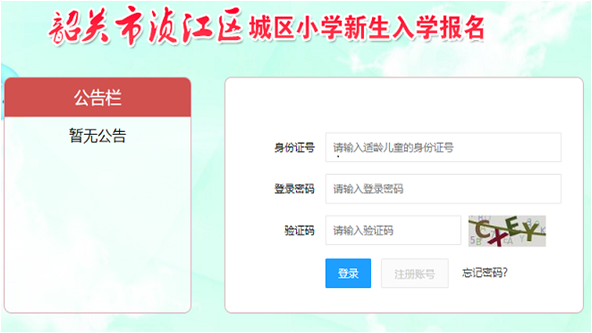 韶关市浈江区城区小学新生入学报名
公告栏
暂无公告
身份证号 请输入适龄儿童的身份证号
登录密码 请输入登录密码
验证码 请输入验证码 CXEY
登录 注册账号 忘记密码?